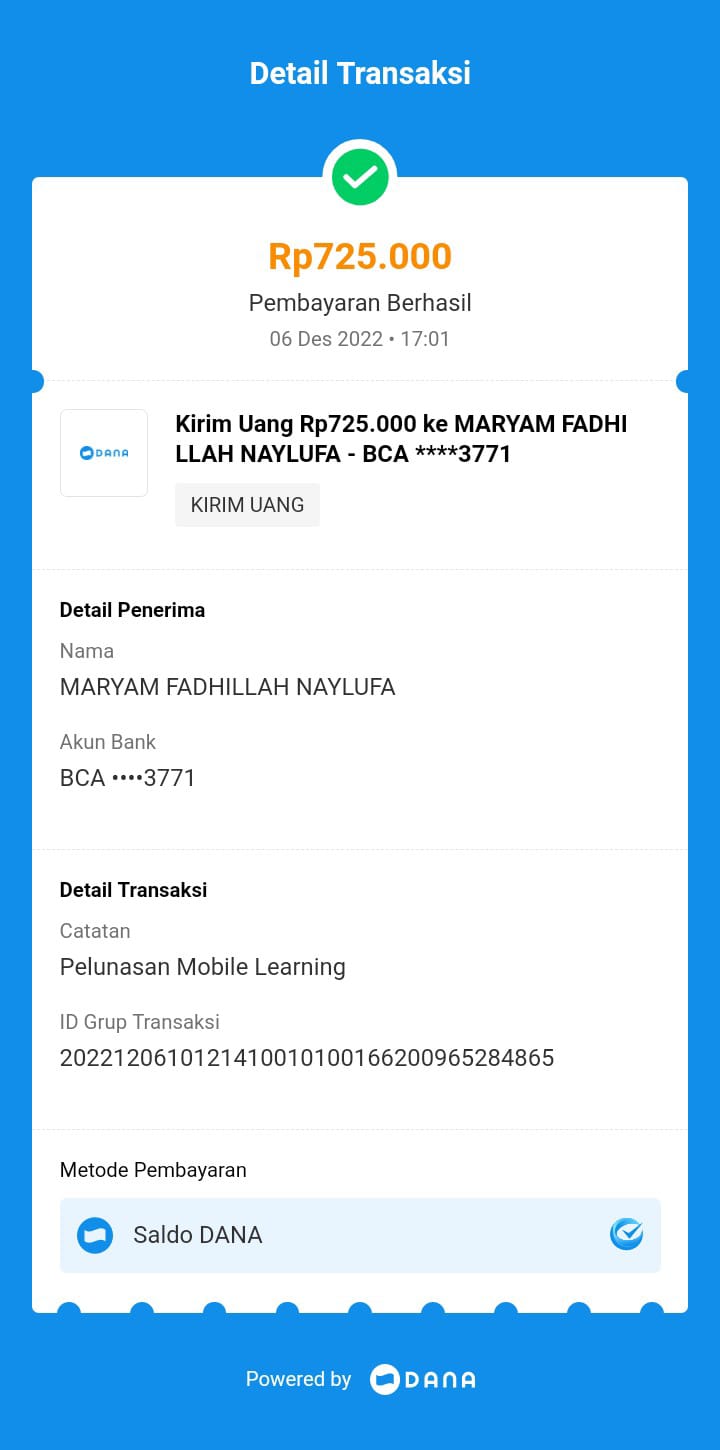 Detail Transaksi
Rp725.000
Pembayaran Berhasil
06 Des 2022 • 17:01
DANA
Kirim Uang Rp725.000 ke MARYAM FADHI
LLAH NAYLUFA - BCA ****3771
KIRIM UANG
Detail Penerima
Nama
MARYAM FADHILLAH NAYLUFA
Akun Bank
BCA ••••3771
Detail Transaksi
Catatan
Pelunasan Mobile Learning
ID Grup Transaksi
2022120610121410010100166200965284865
Metode Pembayaran
Saldo DANA
Powered by DANA